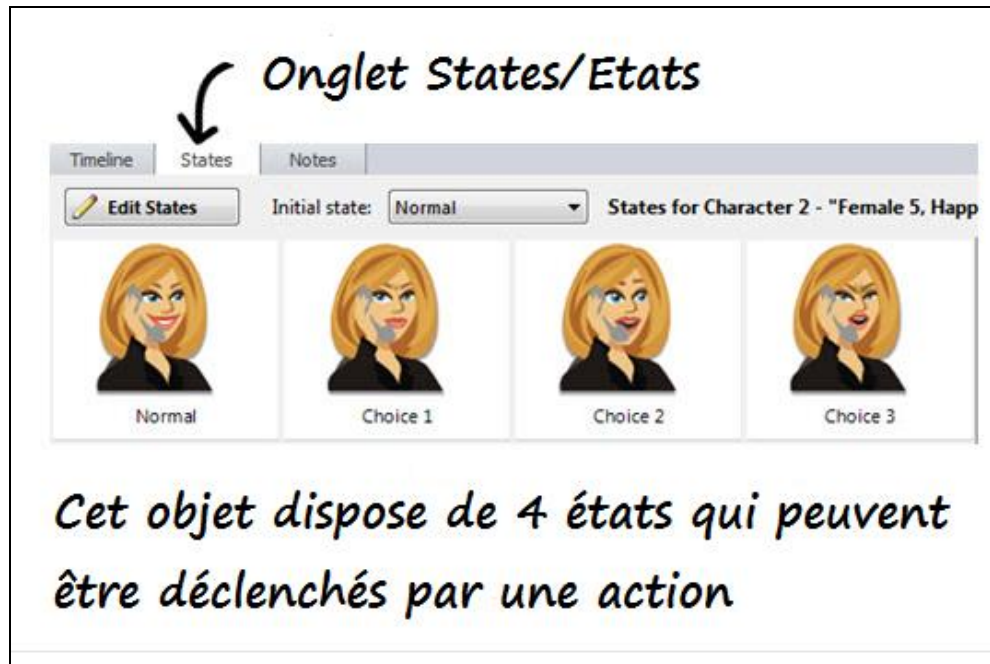 Onglet States/Etats
Timeline States Notes
Edit States Initial state: Normal States for Character 2 - "Female 5, Happ
Normal Choice 1 Choice 2 Choice 3
Cet objet dispose de 4 états qui peuvent
être déclenchés par une action